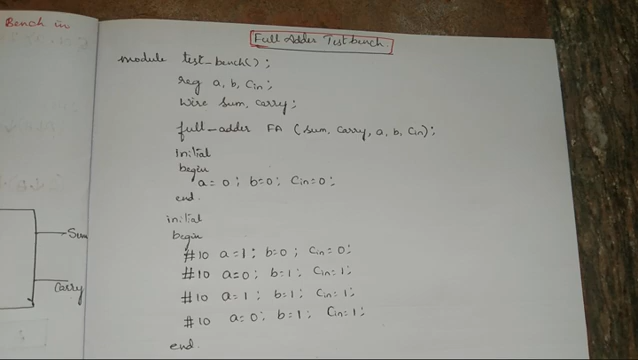 Bench in
Full Adder Testbench.
module test_bench();
reg a, b, Cin;
Wire Sum, Carry;
full_adder FA (Sum, Carry, a, b, Cin);
initial
begin
a = 0; b=0; Cin=0;
end.
initial
begin
#10 a=1; b=0; Cin=0;
#10 a=0; b=1; Cin=1;
#10 a=1; b=1; Cin=1;
#10 a=0; b=1; Cin=1;
end.
Sum
Carry